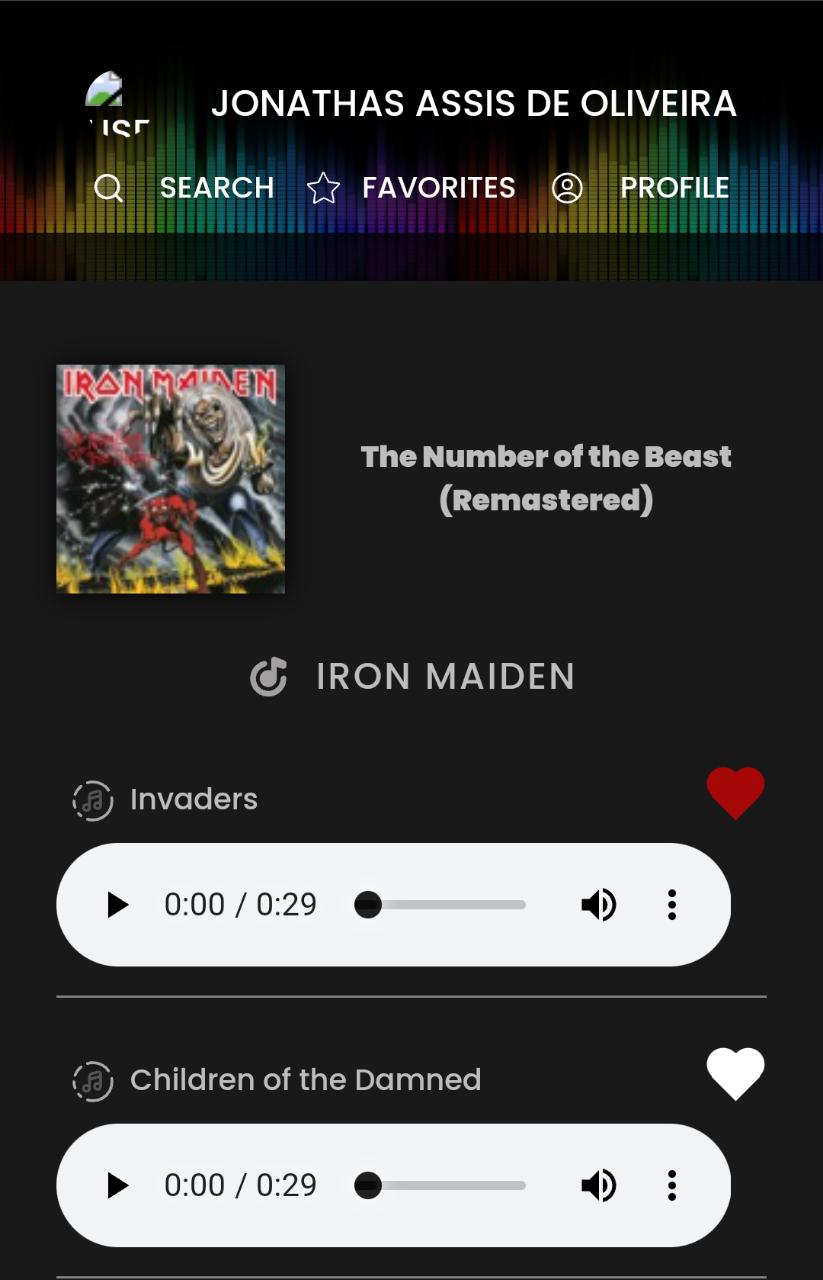 JONATHAS ASSIS DE OLIVEIRA
SEARCH FAVORITES PROFILE
IRON MAIDEN
The Number of the Beast
(Remastered)
IRON MAIDEN
Invaders
0:00 / 0:29
Children of the Damned
0:00 / 0:29